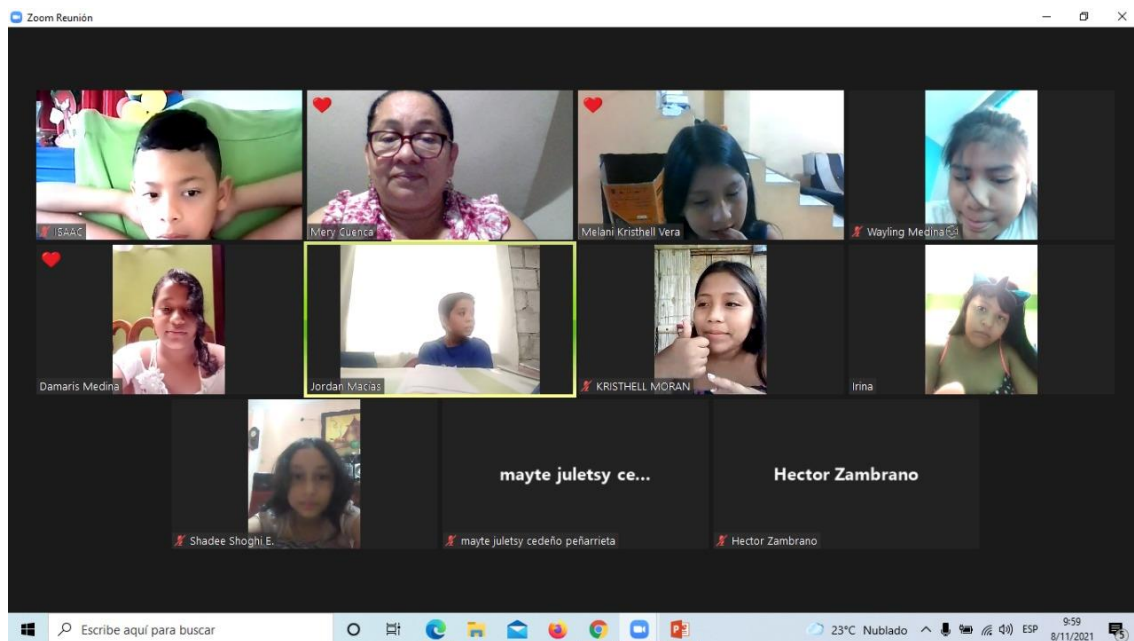 Zoom Reunión
ISAAC
Mery Cuenca
Melani Kristhell Vera
Wayling Medina
Damaris Medina
Jordan Macias
KRISTHELL MORAN
Irina
Shadee Shoghi E.
mayte juletsy ce...
mayte juletsy cedeño peñarrieta
Hector Zambrano
Hector Zambrano
Escribe aquí para buscar
23°C Nublado
ESP
9:59
8/11/2021